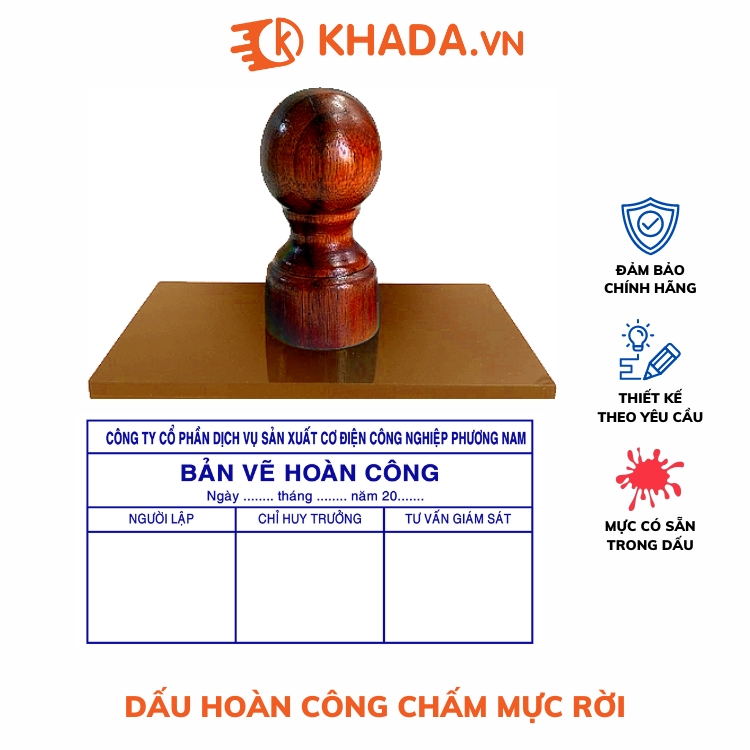 KHADA.VN
ĐẢM BẢO
CHÍNH HÃNG
THIẾT KẾ
THEO YÊU CẦU
MỰC CÓ SẴN
TRONG DẤU
CÔNG TY CỔ PHẦN DỊCH VỤ SẢN XUẤT CƠ ĐIỆN CÔNG NGHIỆP PHƯƠNG NAM
BẢN VẼ HOÀN CÔNG
Ngày ........ tháng ........ năm 20.......
NGƯỜI LẬP CHỈ HUY TRƯỞNG TƯ VẤN GIÁM SÁT
DẤU HOÀN CÔNG CHẤM MỰC RỜI